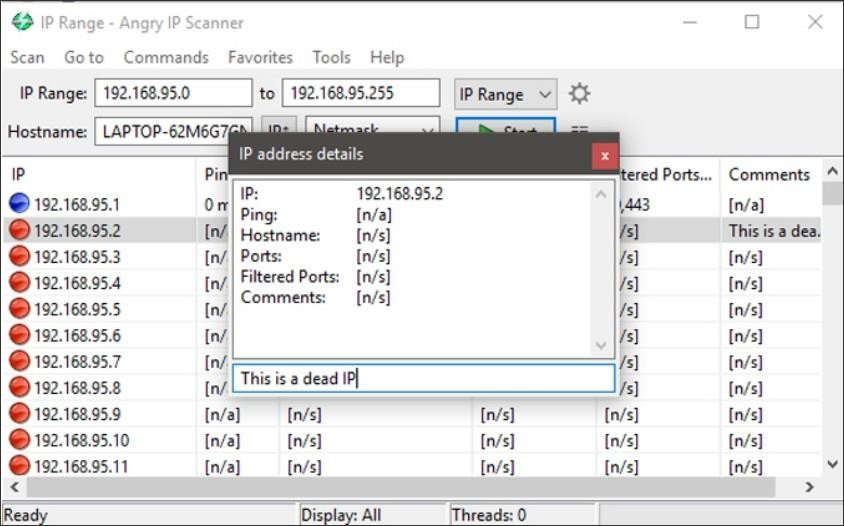 IP Range - Angry IP Scanner
Scan Go to Commands Favorites Tools Help
IP Range: 192.168.95.0 to 192.168.95.255 IP Range
Hostname: LAPTOP-62M6G7GN IP↑ Netmask Start
IP address details x
IP Pin tered Ports... Comments
IP: 192.168.95.2
Ping: [n/a]
Hostname: [n/s]
Ports: [n/s]
Filtered Ports: [n/s]
Comments: [n/s]
This is a dead IP
192.168.95.1 0 m ,443 [n/a]
192.168.95.2 [n/ /s] This is a dea.
192.168.95.3 [n/ /s] [n/s]
192.168.95.4 [n/ /s] [n/s]
192.168.95.5 [n/ /s] [n/s]
192.168.95.6 [n/ /s] [n/s]
192.168.95.7 [n/ /s] [n/s]
192.168.95.8 [n/ /s] [n/s]
192.168.95.9 [n/a] [n/s] [n/s] [n/s] [n/s]
192.168.95.10 [n/a] [n/s] [n/s] [n/s] [n/s]
192.168.95.11 [n/a] [n/s] [n/s] [n/s] [n/s]
Ready Display: All Threads: 0